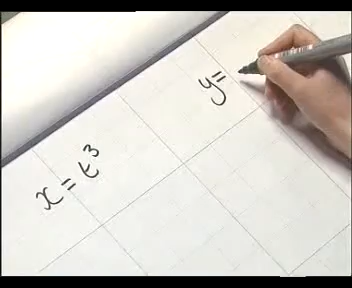 x = t³
y =